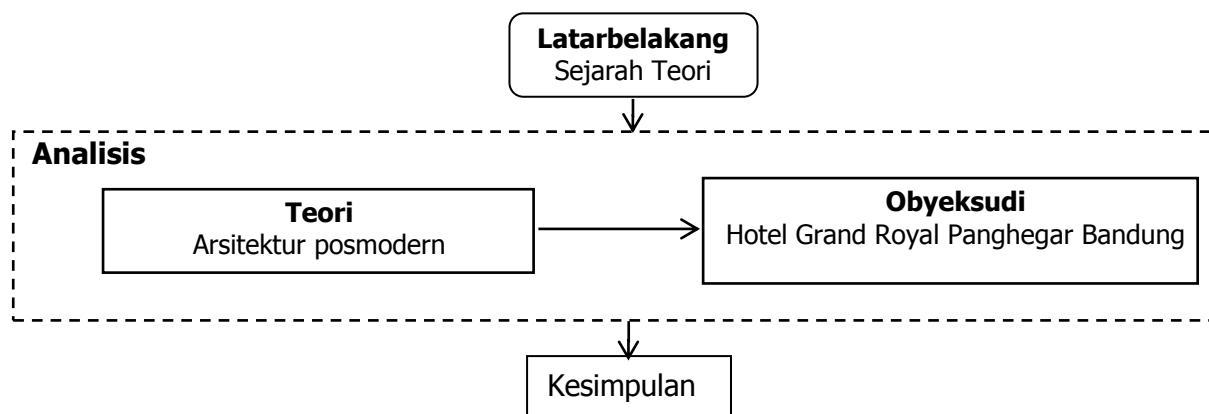 Latarbelakang
Sejarah Teori
Analisis
Teori
Arsitektur posmodern
Obyeksudi
Hotel Grand Royal Panghegar Bandung
Kesimpulan